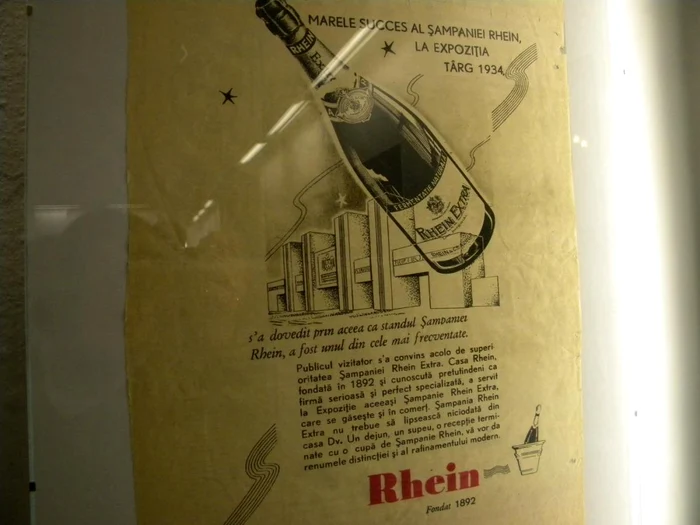 MARELE SUCCES AL ŞAMPANIEI RHEIN,
LA EXPOZIŢIA
TÂRG 1934
RHEIN
EXTRA
FERMENTAŢIE NATURALĂ
RHEIN EXTRA
s'a dovedit prin aceea ca standul Şampaniei
Rhein, a fost unul din cele mai frecventate.
Publicul vizitator s'a convins acolo de superi-
oritatea Şampaniei Rhein Extra. Casa Rhein,
fondată în 1892 şi cunoscută pretutindeni ca
firmă serioasă şi perfect specializată, a servit
la Expoziţie aceeaşi Şampanie Rhein Extra,
care se găseşte şi în comerţ. Şampania Rhein
Extra nu trebue să lipsească niciodată din
casa Dv. Un dejun, un supeu, o recepţie termi-
nate cu o cupă de Şampanie Rhein, vă vor da
renumele distincţiei şi al rafinamentului modern.
Rhein
Fondat 1892